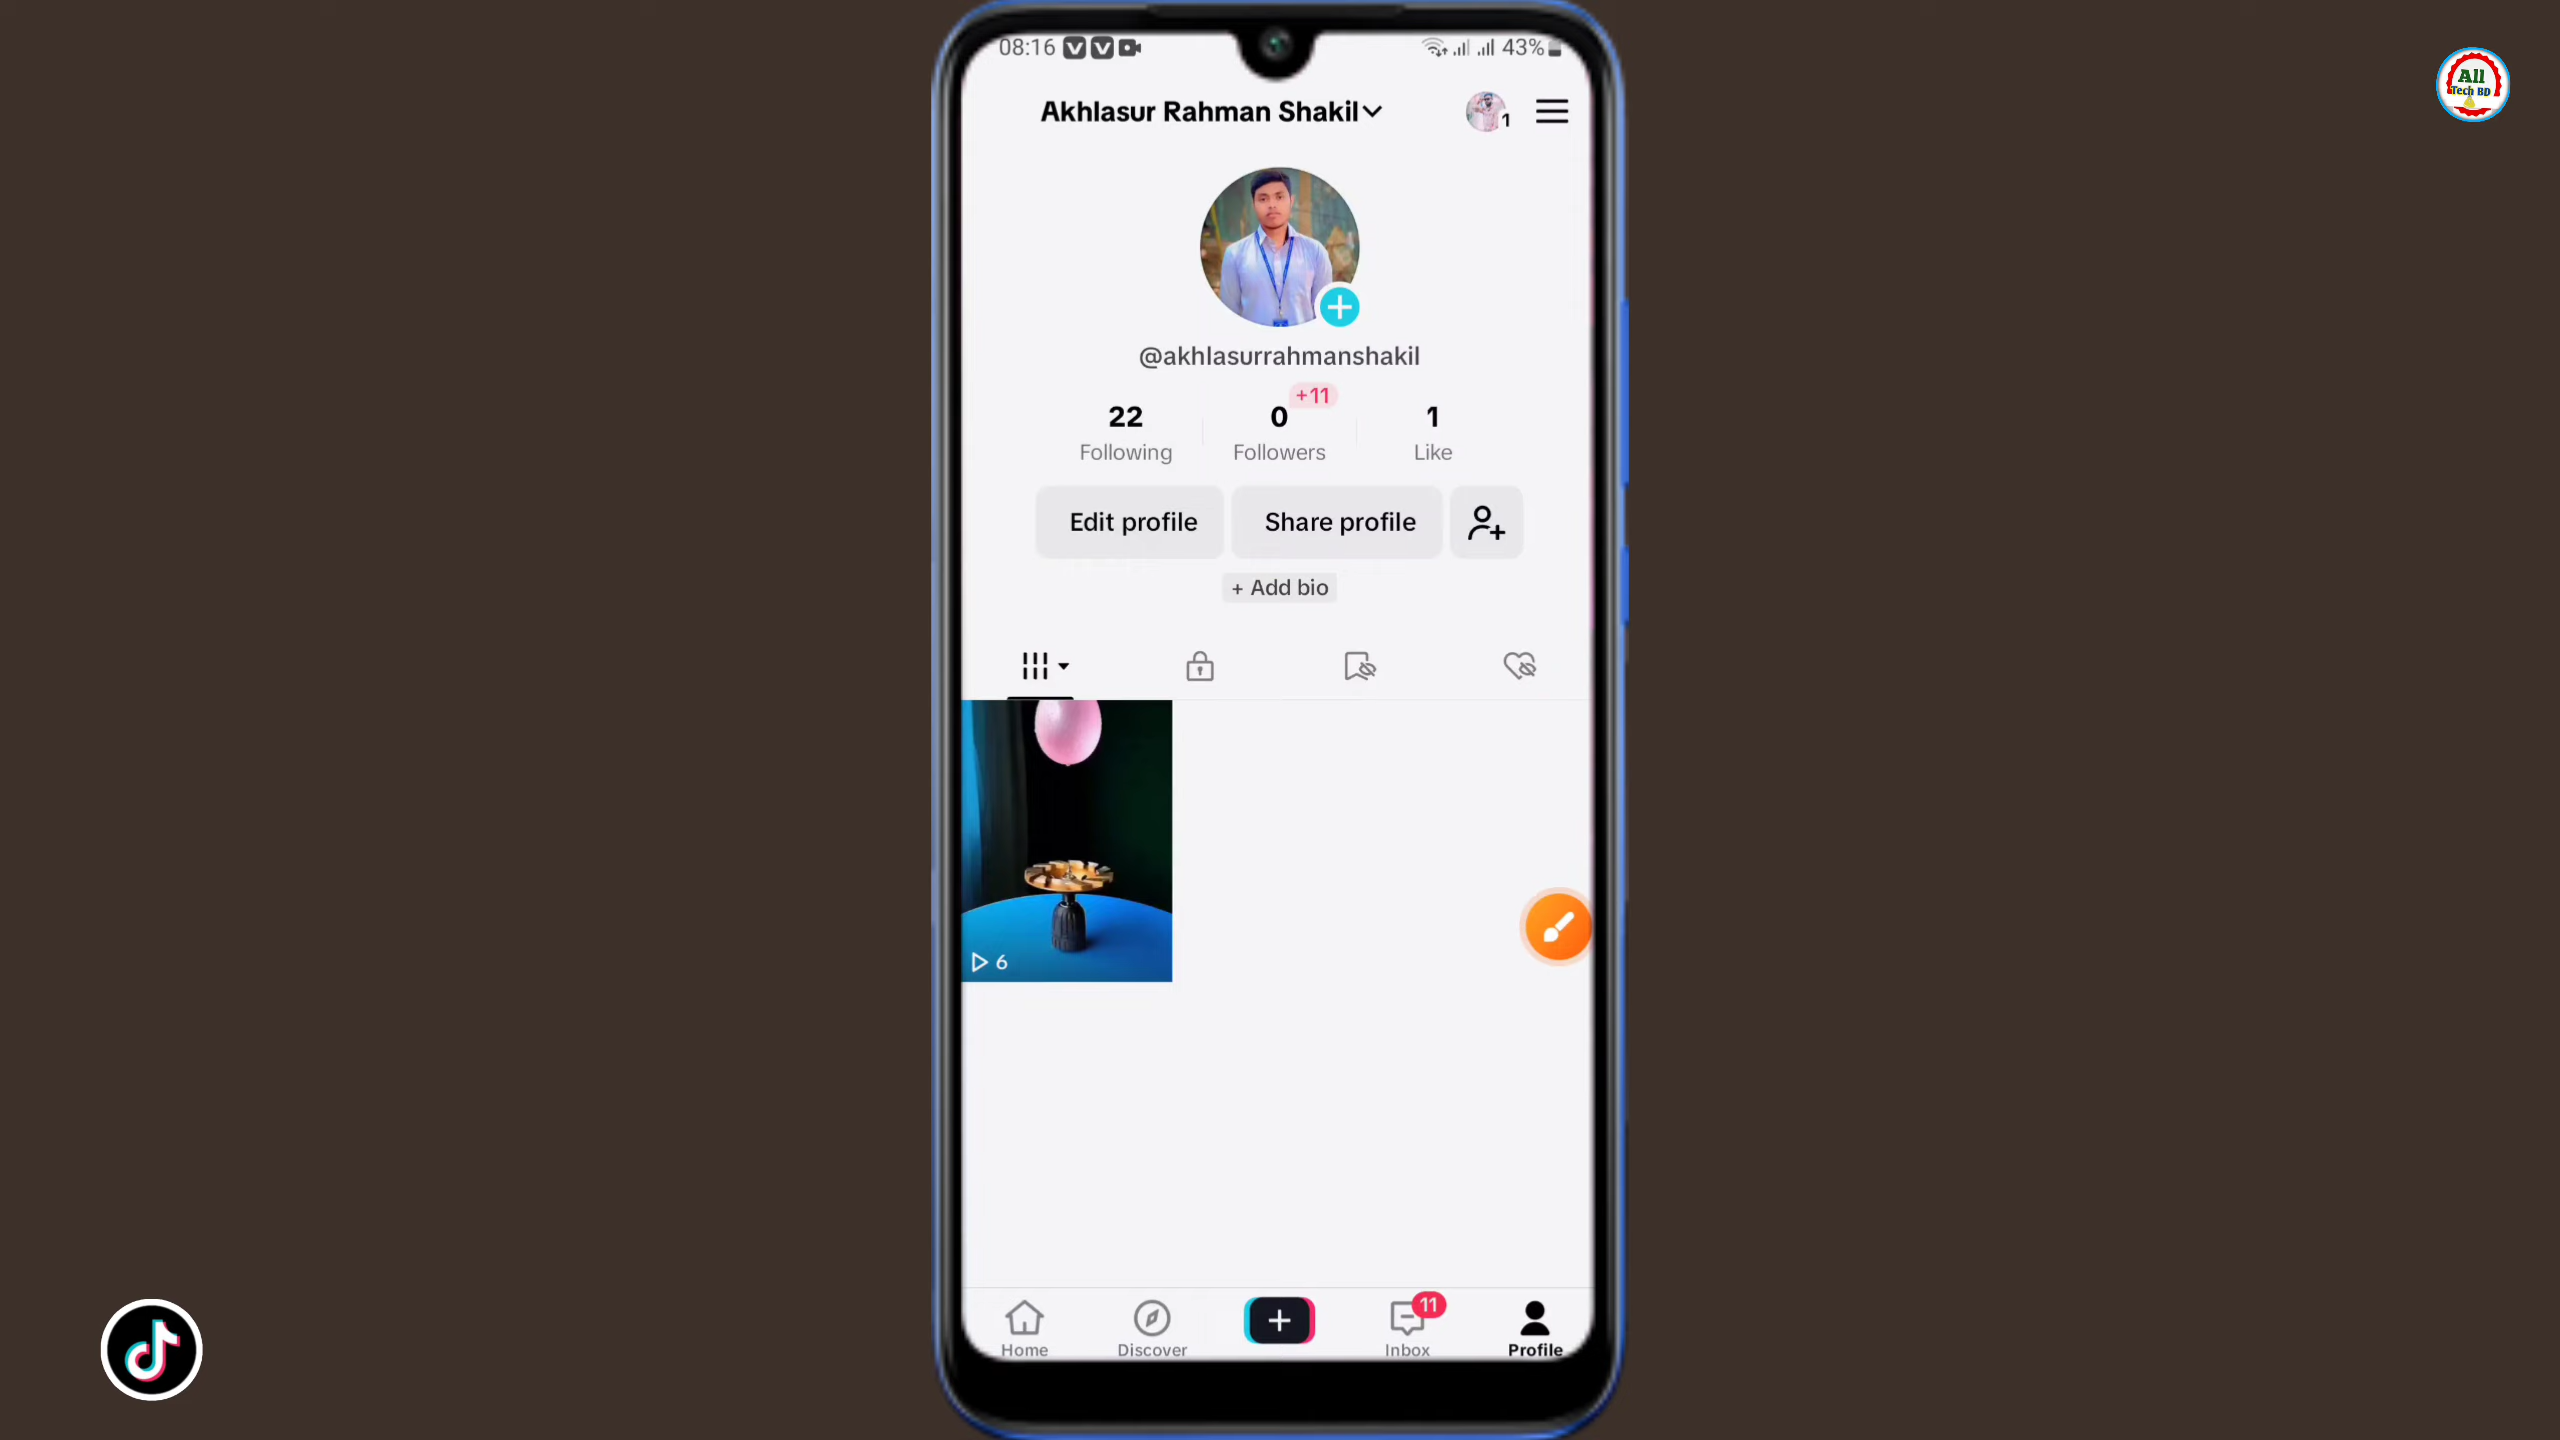 08:16
43%
Akhlasur Rahman Shakil
1
All
Tech BD
@akhlasurrahmanshakil
+11
22 0 1
Following Followers Like
Edit profile Share profile
+ Add bio
6
11
Home Discover Inbox Profile